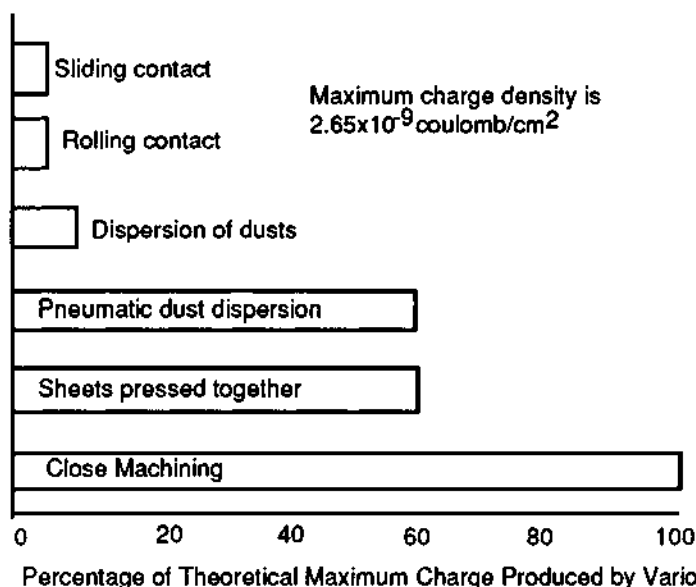 Sliding contact
Maximum charge density is
2.65x10-9 coulomb/cm2
Rolling contact
Dispersion of dusts
Pneumatic dust dispersion
Sheets pressed together
Close Machining
0 20 40 60 80 100
Percentage of Theoretical Maximum Charge Produced by Vario